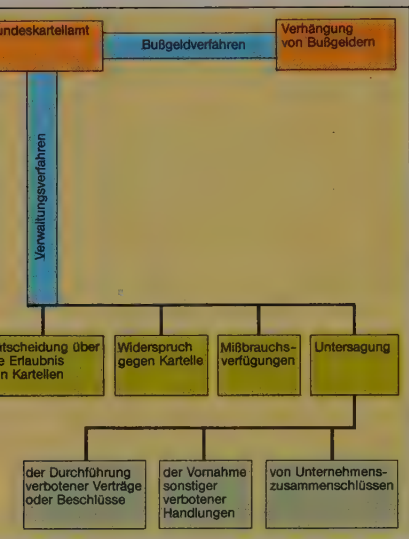 undeskartellamt
Bußgeldverfahren
Verhängung
von Bußgeldern
Verwaltungsverfahren
ntscheidung über
e Erlaubnis
n Kartellen
Widerspruch
gegen Kartelle
Mißbrauchs-
verfügungen
Untersagung
der Durchführung
verbotener Verträge
oder Beschlüsse
der Vornahme
sonstiger
verbotener
Handlungen
von Unternehmens-
zusammenschlüssen